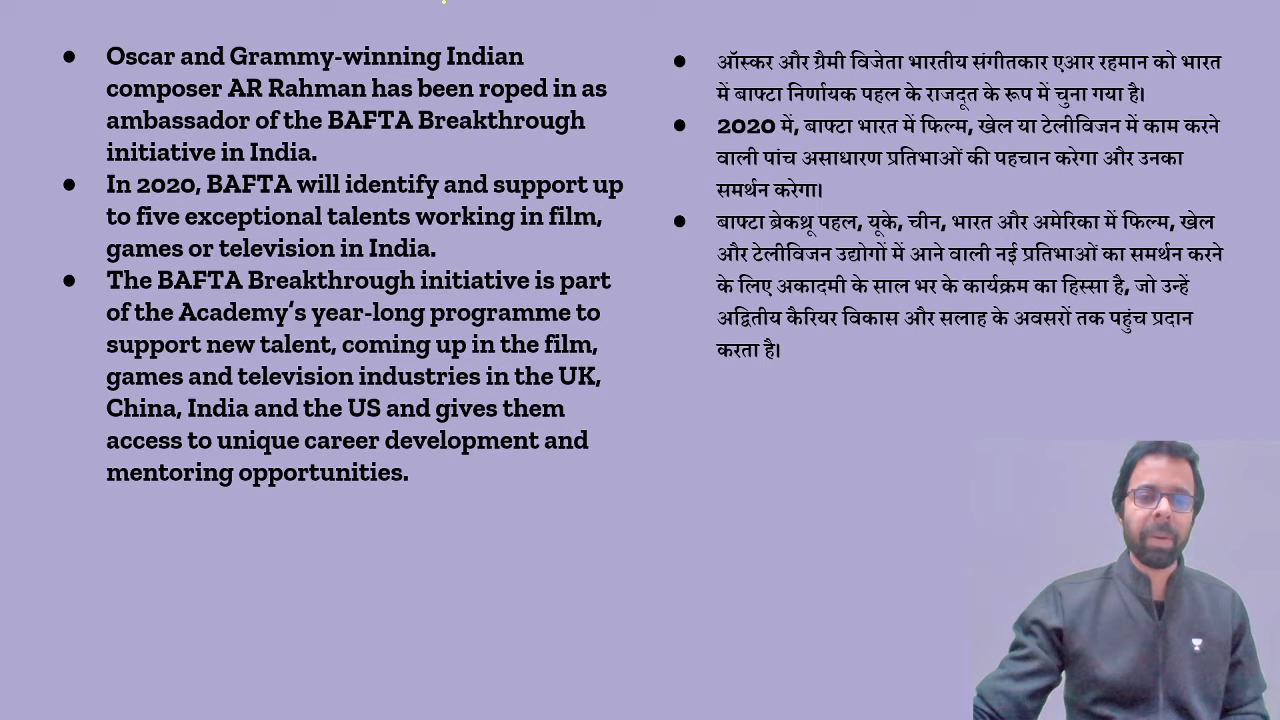 Oscar and Grammy-winning Indian
composer AR Rahman has been roped in as
ambassador of the BAFTA Breakthrough
initiative in India.
In 2020, BAFTA will identify and support up
to five exceptional talents working in film,
games or television in India.
The BAFTA Breakthrough initiative is part
of the Academy’s year-long programme to
support new talent, coming up in the film,
games and television industries in the UK,
China, India and the US and gives them
access to unique career development and
mentoring opportunities.
ऑस्कर और ग्रैमी विजेता भारतीय संगीतकार एआर रहमान को भारत
में बाफ्टा निर्णायक पहल के राजदूत के रूप में चुना गया है।
2020 में, बाफ्टा भारत में फिल्म, खेल या टेलीविजन में काम करने
वाली पांच असाधारण प्रतिभाओं की पहचान करेगा और उनका
समर्थन करेगा।
बाफ्टा ब्रेकथ्रू पहल, यूके, चीन, भारत और अमेरिका में फिल्म, खेल
और टेलीविजन उद्योगों में आने वाली नई प्रतिभाओं का समर्थन करने
के लिए अकादमी के साल भर के कार्यक्रम का हिस्सा है, जो उन्हें
अद्वितीय कैरियर विकास और सलाह के अवसरों तक पहुंच प्रदान
करता है।